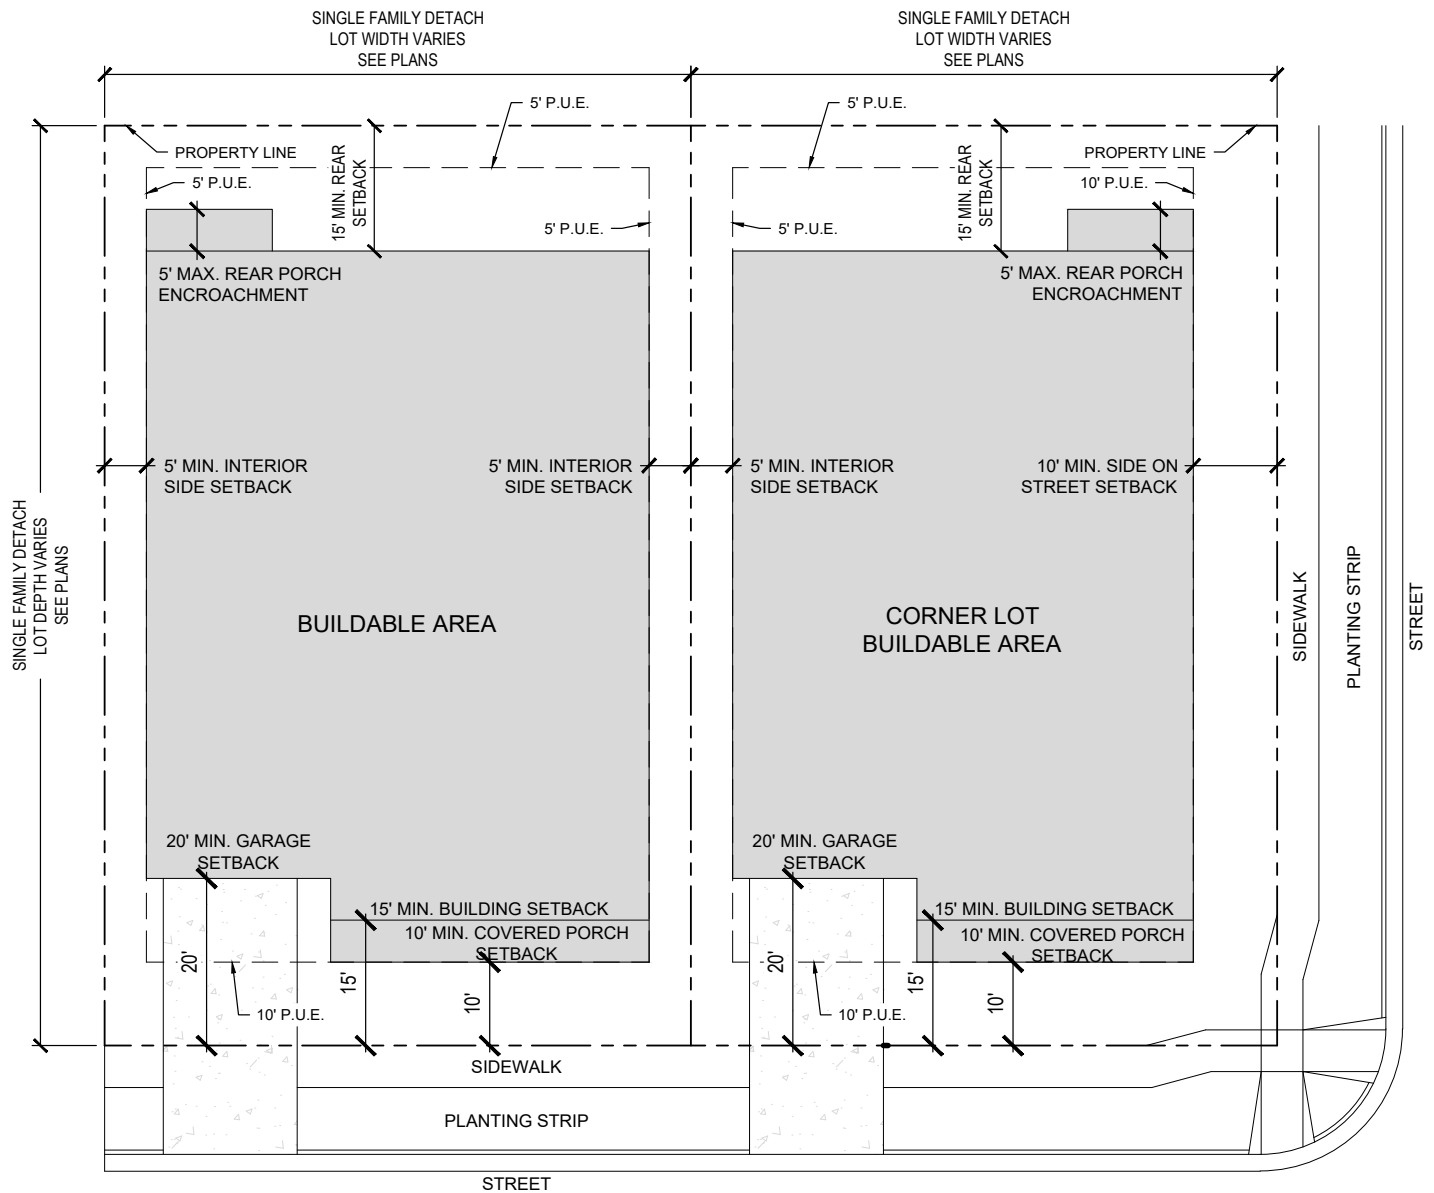 SINGLE FAMILY DETACH
LOT WIDTH VARIES
SEE PLANS
SINGLE FAMILY DETACH
LOT WIDTH VARIES
SEE PLANS
5' P.U.E.
5' P.U.E.
PROPERTY LINE
PROPERTY LINE
5' P.U.E.
15' MIN. REAR
SETBACK
5' P.U.E.
5' P.U.E.
15' MIN. REAR
SETBACK
10' P.U.E.
5' MAX. REAR PORCH
ENCROACHMENT
5' MAX. REAR PORCH
ENCROACHMENT
5' MIN. INTERIOR
SIDE SETBACK
5' MIN. INTERIOR
SIDE SETBACK
5' MIN. INTERIOR
SIDE SETBACK
10' MIN. SIDE ON
STREET SETBACK
SINGLE FAMILY DETACH
LOT DEPTH VARIES
SEE PLANS
BUILDABLE AREA
CORNER LOT
BUILDABLE AREA
SIDEWALK
PLANTING STRIP
STREET
20' MIN. GARAGE
SETBACK
20' MIN. GARAGE
SETBACK
15' MIN. BUILDING SETBACK
10' MIN. COVERED PORCH
SETBACK
15' MIN. BUILDING SETBACK
10' MIN. COVERED PORCH
SETBACK
20'
15'
10'
20'
15'
10'
10' P.U.E.
10' P.U.E.
SIDEWALK
PLANTING STRIP
STREET